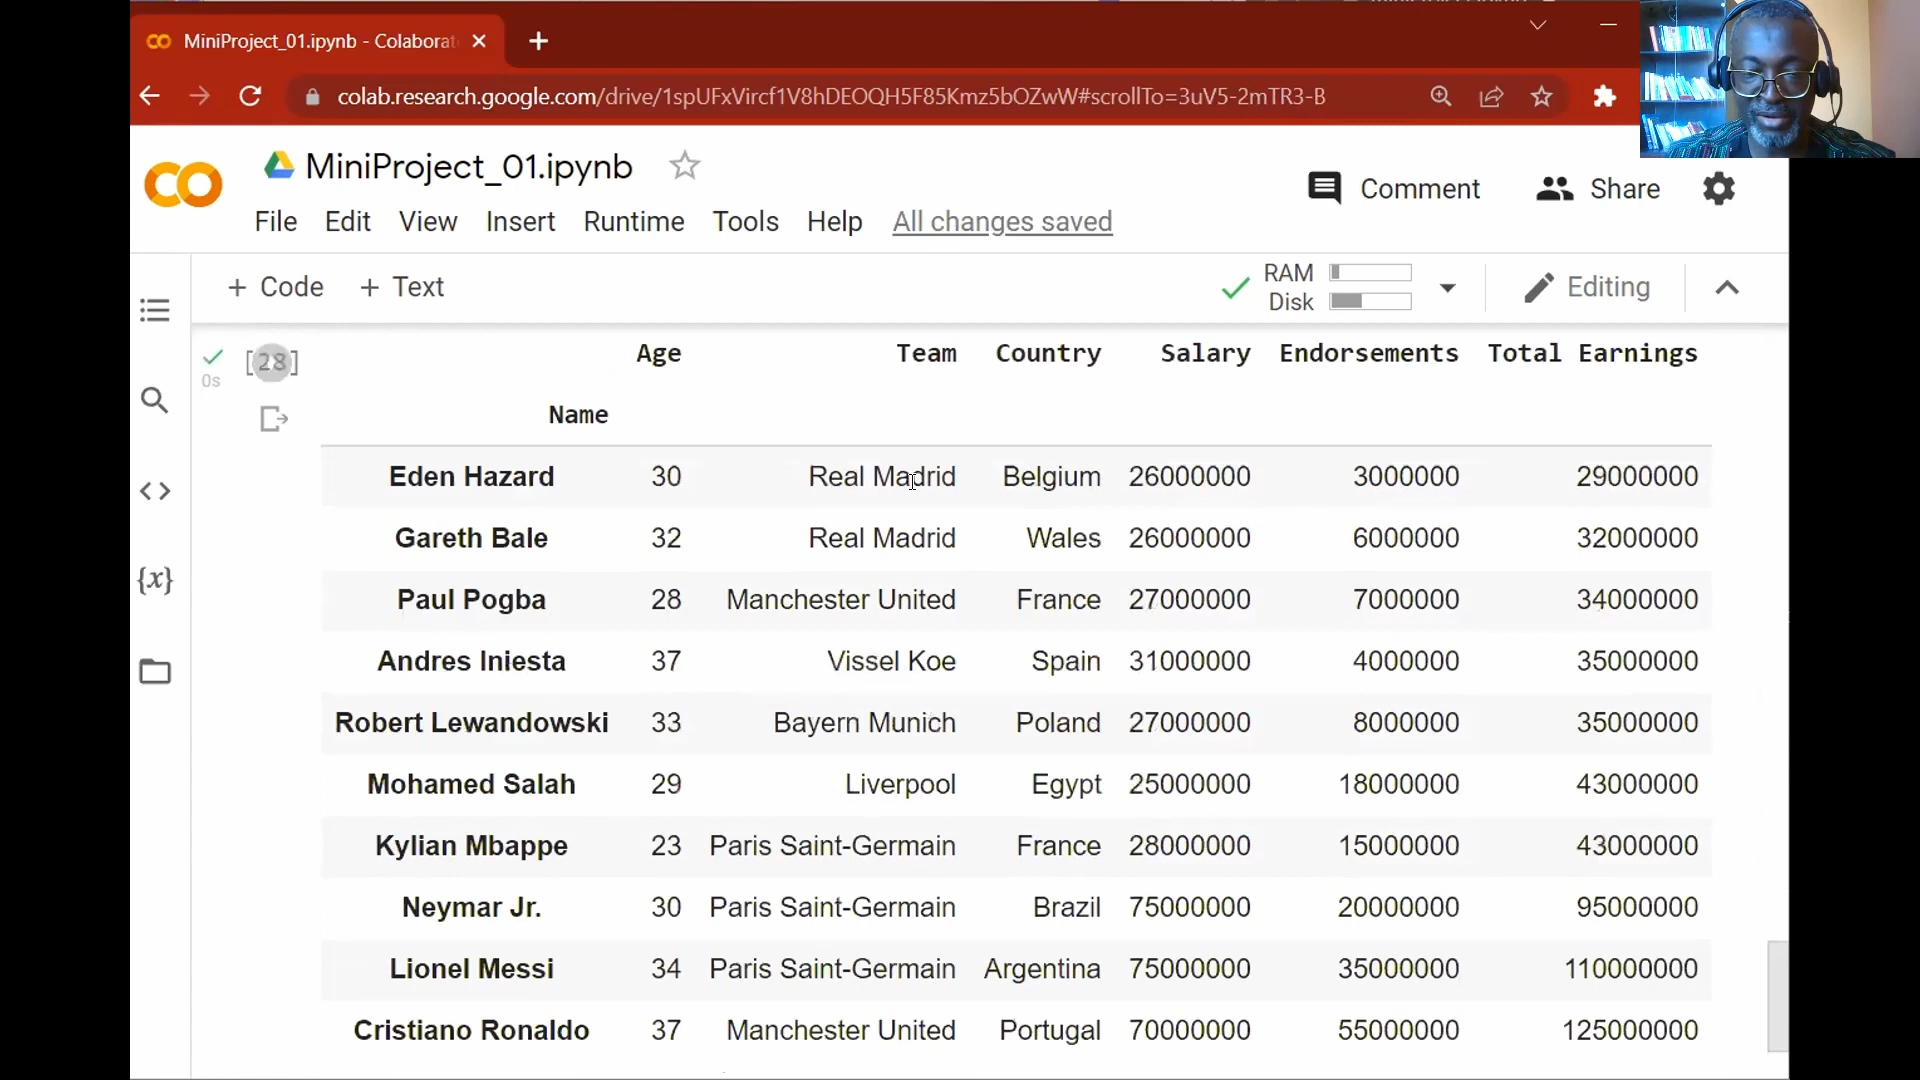 MiniProject_01.ipynb - Colaborat
colab.research.google.com/drive/1spUFxVircf1V8hDEOQH5F85Kmz5bOZwW#scrollTo=3uV5-2mTR3-B
MiniProject_01.ipynb
Comment
Share
File Edit View Insert Runtime Tools Help All changes saved
+ Code + Text
RAM
Disk
Editing
[28]
0s
Age Team Country Salary Endorsements Total Earnings
Name
Eden Hazard 30 Real Madrid Belgium 26000000 3000000 29000000
Gareth Bale 32 Real Madrid Wales 26000000 6000000 32000000
Paul Pogba 28 Manchester United France 27000000 7000000 34000000
Andres Iniesta 37 Vissel Koe Spain 31000000 4000000 35000000
Robert Lewandowski 33 Bayern Munich Poland 27000000 8000000 35000000
Mohamed Salah 29 Liverpool Egypt 25000000 18000000 43000000
Kylian Mbappe 23 Paris Saint-Germain France 28000000 15000000 43000000
Neymar Jr. 30 Paris Saint-Germain Brazil 75000000 20000000 95000000
Lionel Messi 34 Paris Saint-Germain Argentina 75000000 35000000 110000000
Cristiano Ronaldo 37 Manchester United Portugal 70000000 55000000 125000000
{x}